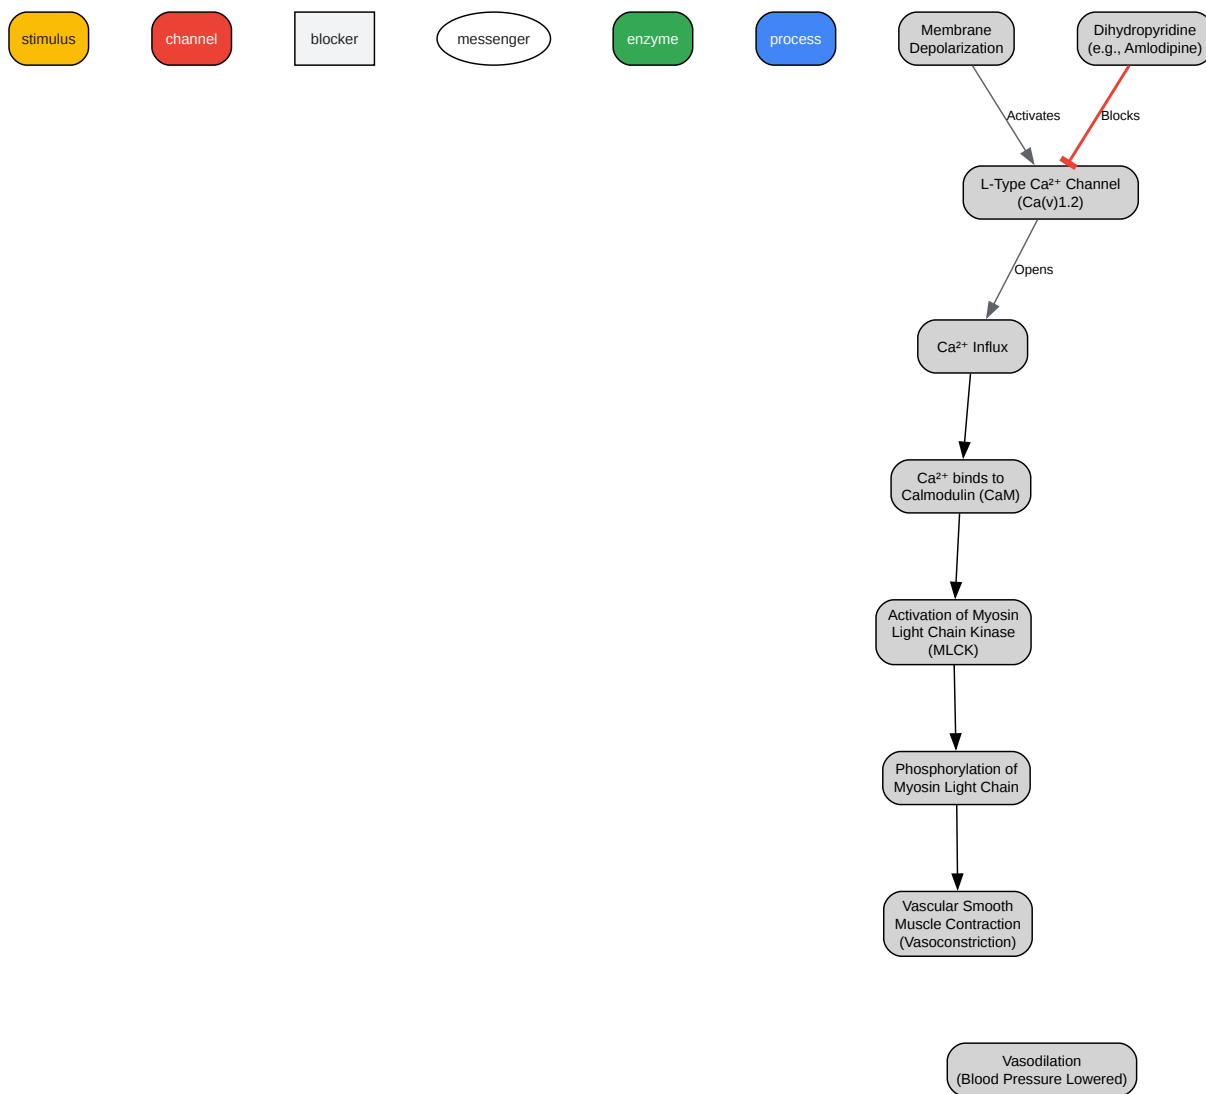 stimulus
channel
blocker
messenger
enzyme
process
Membrane
Depolarization
Dihydropyridine
(e.g., Amlodipine)
Activates
Blocks
L-Type Ca²⁺ Channel
(Ca(v)1.2)
Opens
Ca²⁺ Influx
Ca²⁺ binds to
Calmodulin (CaM)
Activation of Myosin
Light Chain Kinase
(MLCK)
Phosphorylation of
Myosin Light Chain
Vascular Smooth
Muscle Contraction
(Vasoconstriction)
Vasodilation
(Blood Pressure Lowered)